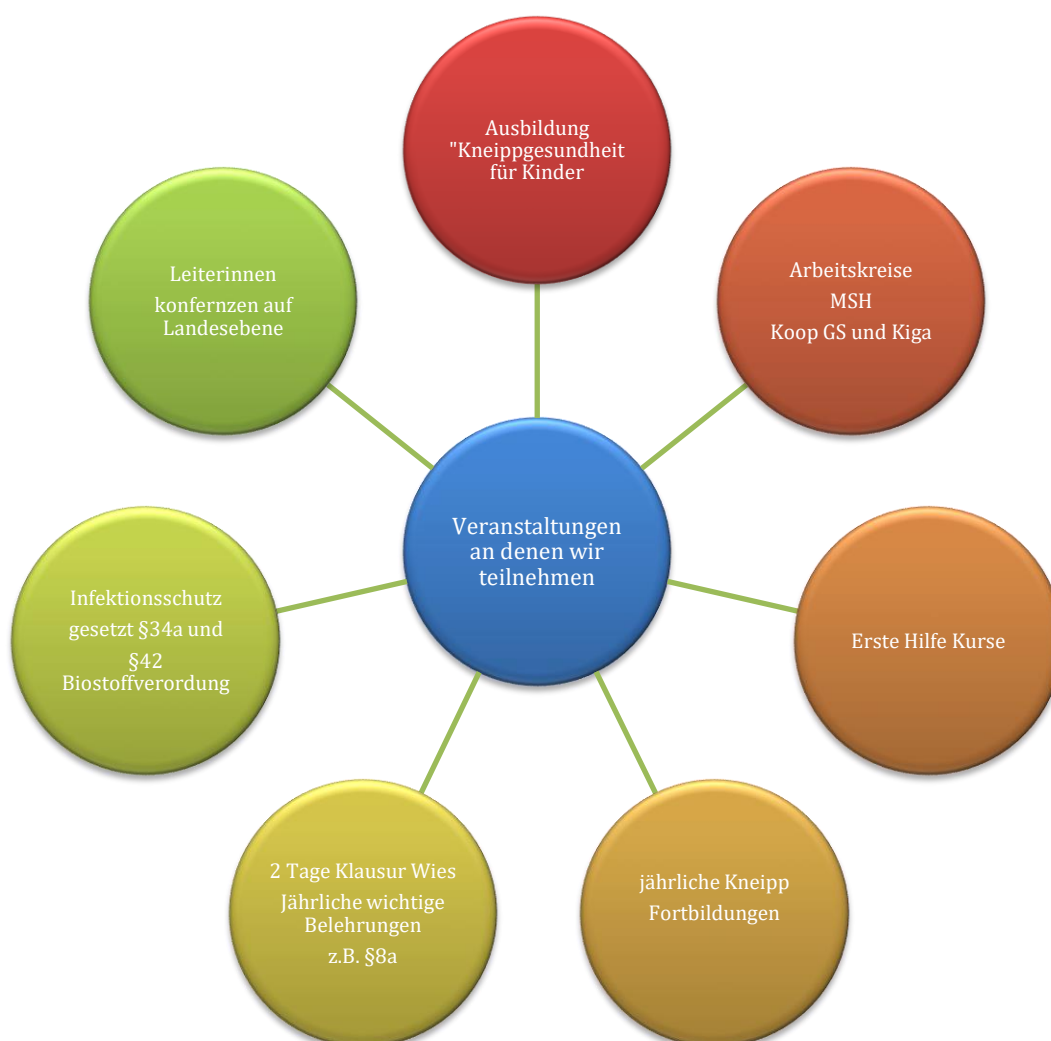 Ausbildung
"Kneippgesundheit
für Kinder
Arbeitskreise
MSH
Koop GS und Kiga
Erste Hilfe Kurse
jährliche Kneipp
Fortbildungen
2 Tage Klausur Wies
Jährliche wichtige
Belehrungen
z.B. §8a
Infektionsschutz
gesetzt §34a und
§42
Biostoffverordung
Leiterinnen
konfernzen auf
Landesebene
Veranstaltungen
an denen wir
teilnehmen